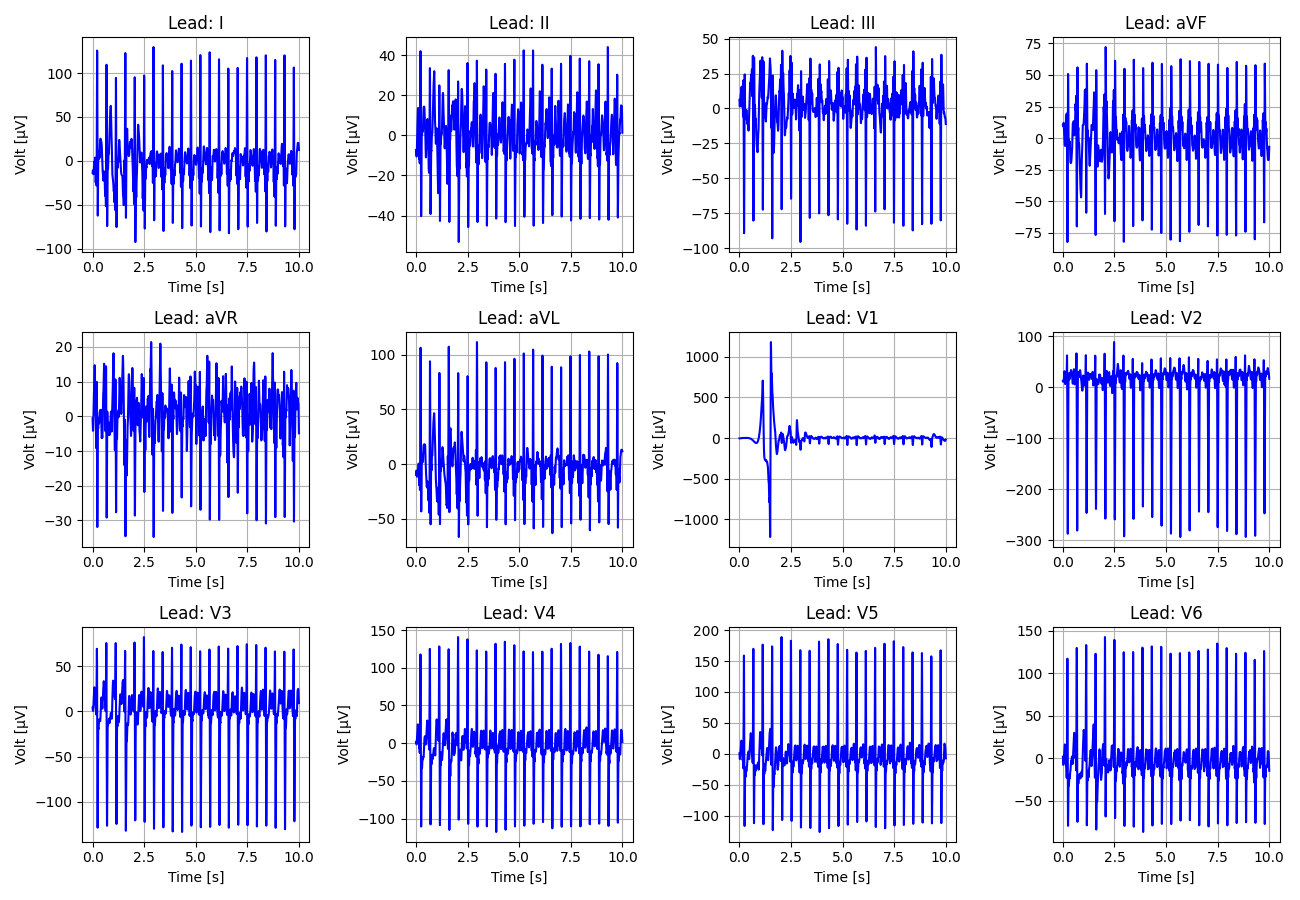 Lead: I Lead: II Lead: III Lead: aVF
Volt [µV] 100 50 0 −50 −100
Volt [µV] 40 20 0 −20 −40
Volt [µV] 50 25 0 −25 −50 −75 −100
Volt [µV] 75 50 25 0 −25 −50 −75
0.0 2.5 5.0 7.5 10.0 0.0 2.5 5.0 7.5 10.0 0.0 2.5 5.0 7.5 10.0 0.0 2.5 5.0 7.5 10.0
Time [s] Time [s] Time [s] Time [s]
Lead: aVR Lead: aVL Lead: V1 Lead: V2
Volt [µV] 20 10 0 −10 −20 −30
Volt [µV] 100 50 0 −50
Volt [µV] 1000 500 0 −500 −1000
Volt [µV] 100 0 −100 −200 −300
0.0 2.5 5.0 7.5 10.0 0.0 2.5 5.0 7.5 10.0 0.0 2.5 5.0 7.5 10.0 0.0 2.5 5.0 7.5 10.0
Time [s] Time [s] Time [s] Time [s]
Lead: V3 Lead: V4 Lead: V5 Lead: V6
Volt [µV] 50 0 −50 −100
Volt [µV] 150 100 50 0 −50 −100
Volt [µV] 200 150 100 50 0 −50 −100
Volt [µV] 150 100 50 0 −50
0.0 2.5 5.0 7.5 10.0 0.0 2.5 5.0 7.5 10.0 0.0 2.5 5.0 7.5 10.0 0.0 2.5 5.0 7.5 10.0
Time [s] Time [s] Time [s] Time [s]